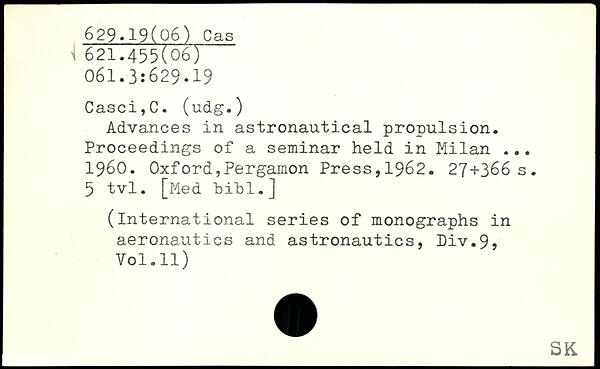 629.19(06) Cas
621.455(06)
061.3:629.19
Casci,C. (udg.)
Advances in astronautical propulsion.
Proceedings of a seminar held in Milan ...
1960. Oxford,Pergamon Press,1962. 27+366 s.
5 tvl. [Med bibl.]
(International series of monographs in
aeronautics and astronautics, Div.9,
Vol.11)
SK